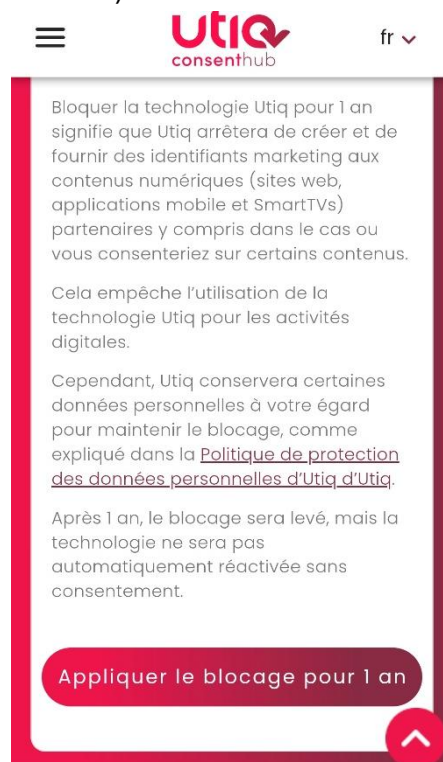 utiq
consenthub
fr
Bloquer la technologie Utiq pour 1 an
signifie que Utiq arrêtera de créer et de
fournir des identifiants marketing aux
contenus numériques (sites web,
applications mobile et SmartTVs)
partenaires y compris dans le cas ou
vous consenteriez sur certains contenus.
Cela empêche l’utilisation de la
technologie Utiq pour les activités
digitales.
Cependant, Utiq conservera certaines
données personnelles à votre égard
pour maintenir le blocage, comme
expliqué dans la Politique de protection
des données personnelles d’Utiq d’Utiq.
Après 1 an, le blocage sera levé, mais la
technologie ne sera pas
automatiquement réactivée sans
consentement.
Appliquer le blocage pour 1 an